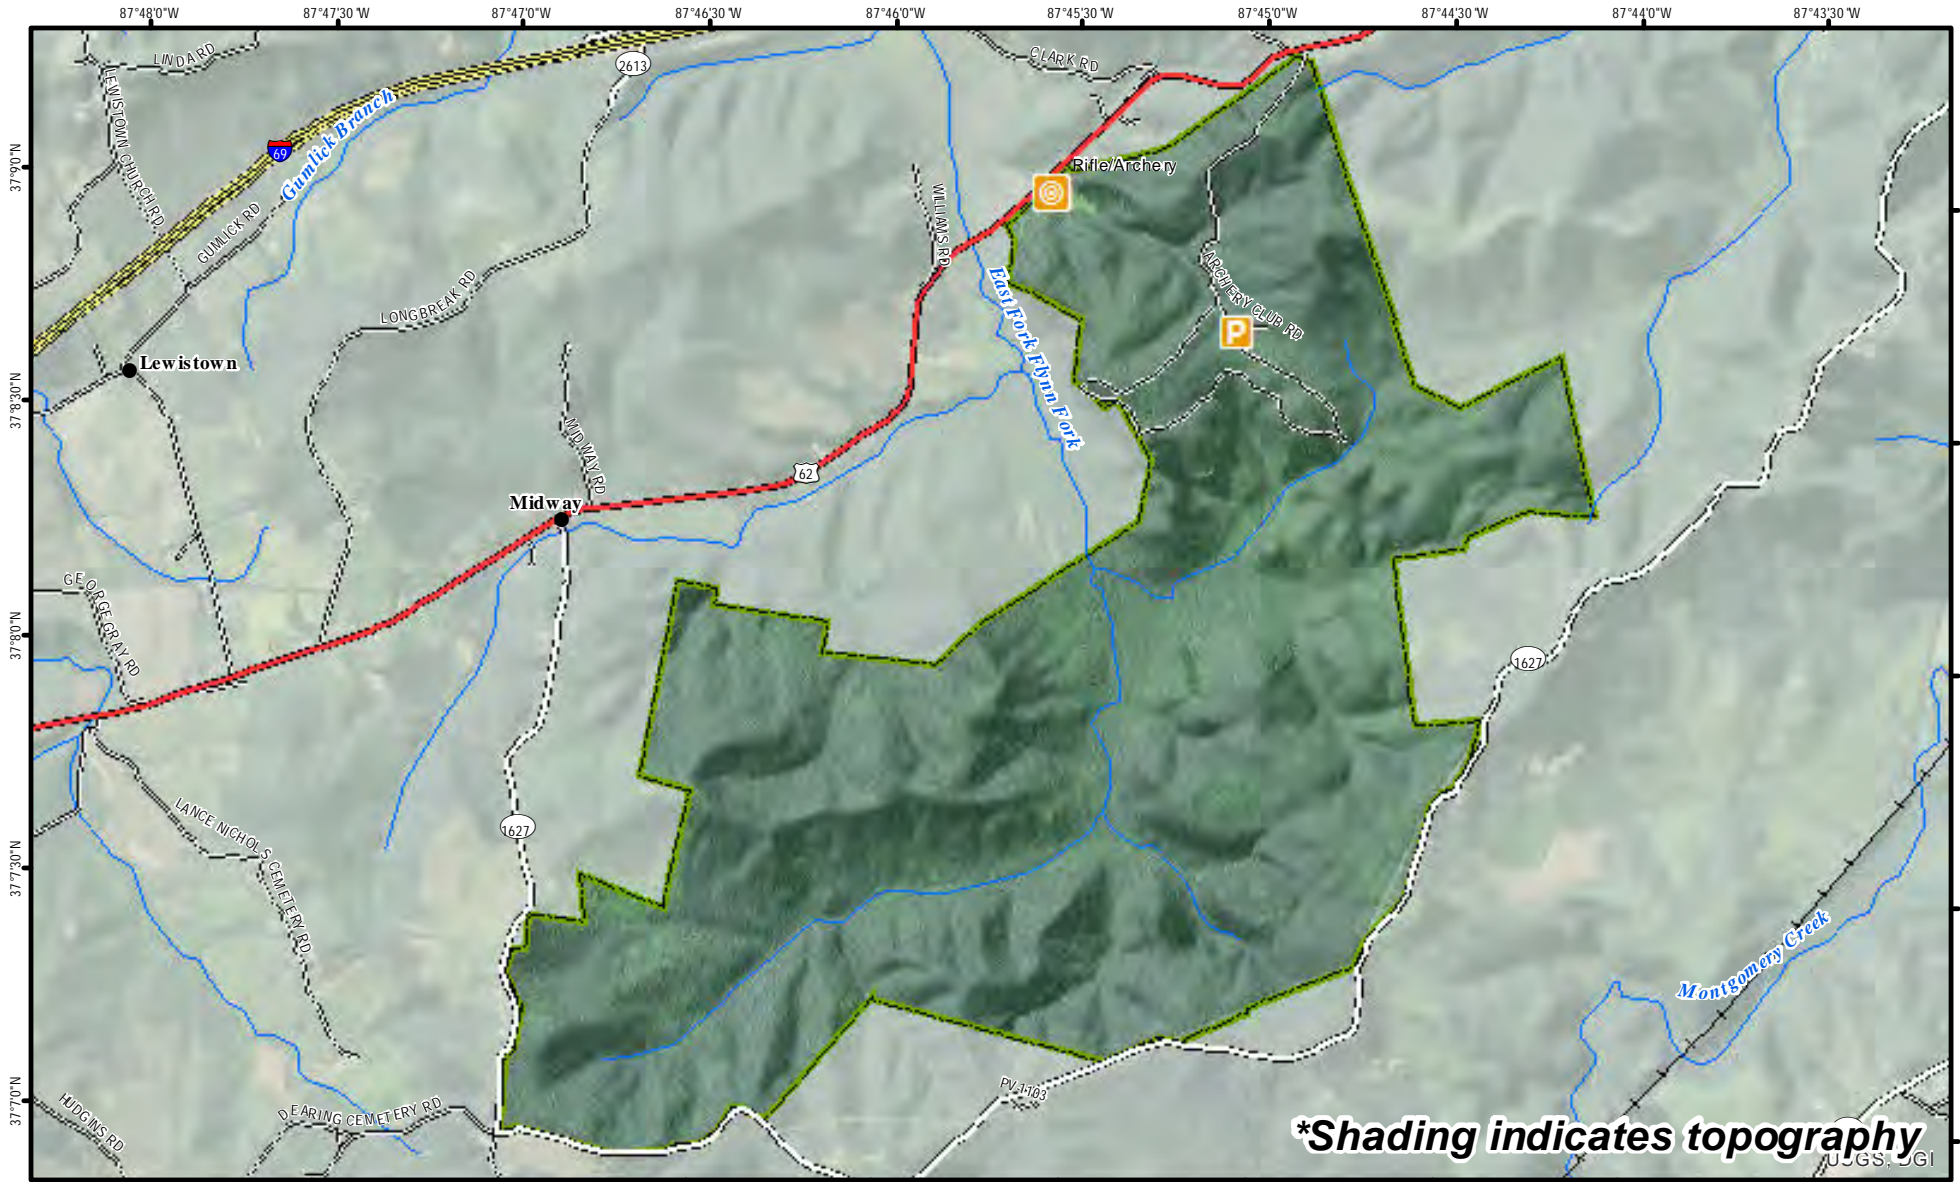 87°48'0"W
87°47'30"W
87°47'0"W
87°46'30"W
87°46'0"W
87°45'30"W
87°45'0"W
87°44'30"W
87°44'0"W
87°43'30"W
37°9'0"N
37°8'30"N
37°8'0"N
37°7'30"N
37°7'0"N
LINDA RD
2613
CLARK RD
LEWISTOWN CHURCH RD
69
Gumlick Branch
Rifle/Archery
GUMLICK RD
WILLIAMS RD
ARCHERY CLUB RD
LONGBREAK RD
East Fork Flynn Fork
P
Lewistown
MIDWAY RD
62
Midway
GEORGE GRAY RD
1627
LANCE NICHOLS CEMETERY RD
1627
Montgomery Creek
PV-1103
HUDGINS RD
DEARING CEMETERY RD
*Shading indicates topography